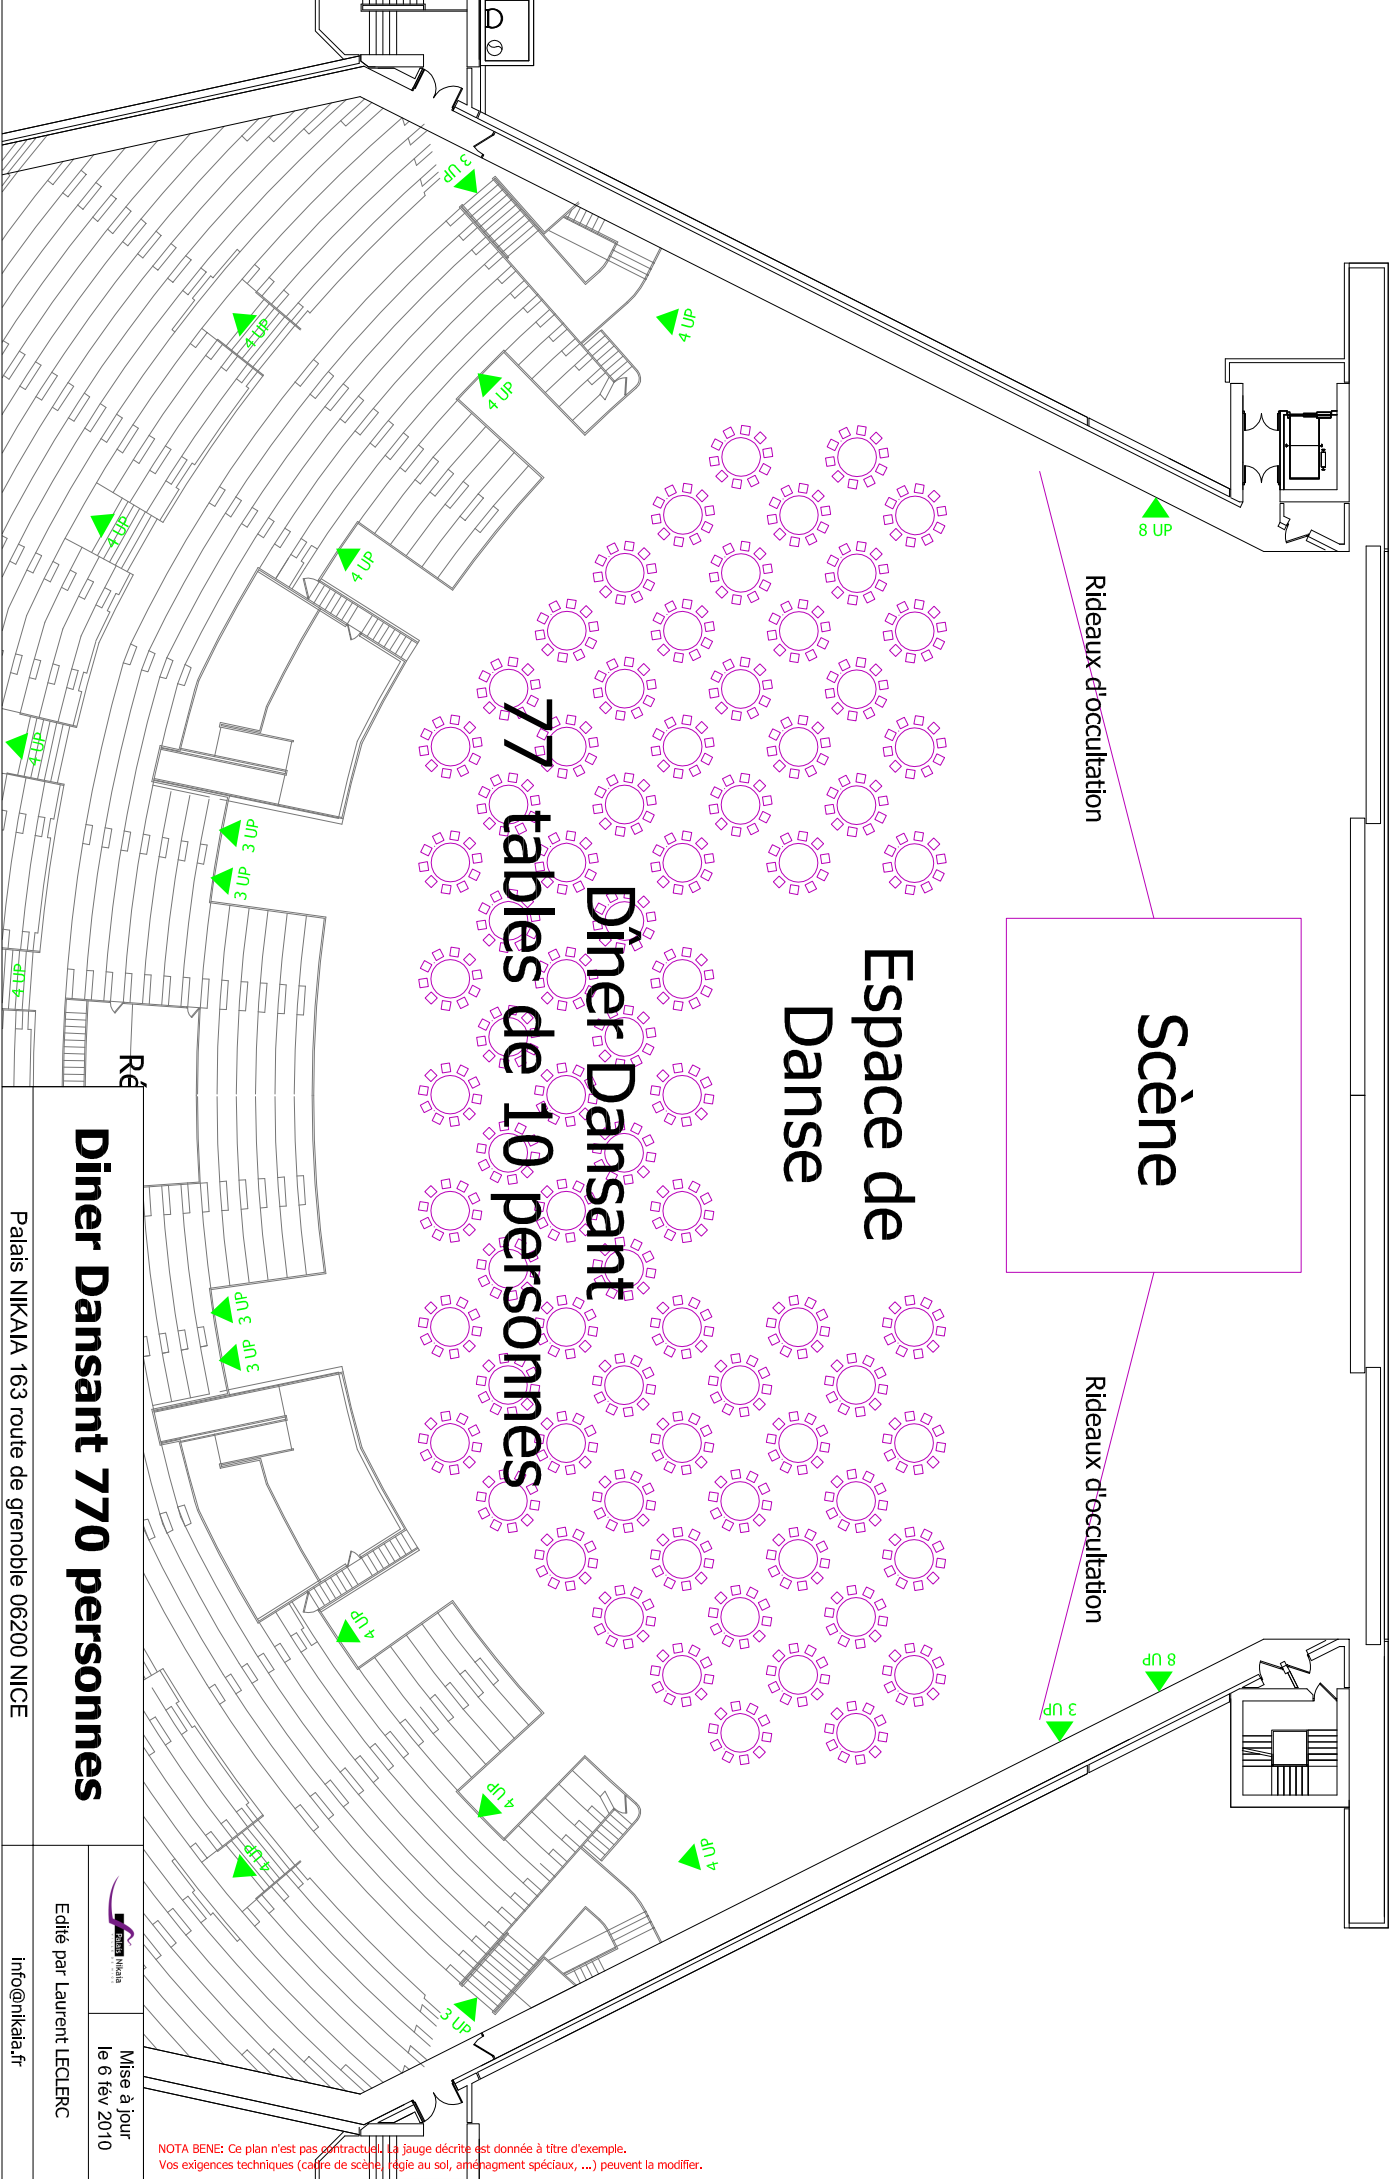 Scène
Rideaux d'occultation
Rideaux d'occultation
Espace de
Danse
Dîner Dansant
77 tables de 10 personnes
8 UP
8 UP
3 UP
4 UP
4 UP
3 UP
3 UP
4 UP
4 UP
4 UP
4 UP
4 UP
4 UP
4 UP
4 UP
4 UP
3 UP
3 UP
3 UP
3 UP
Ré
Diner Dansant 770 personnes
Palais NIKAIA 163 route de grenoble 06200 NICE
Palais Nikaia
Mise à jour
le 6 fév 2010
Edité par Laurent LECLERC
info@nikaia.fr
NOTA BENE: Ce plan n'est pas contractuel. La jauge décrite est donnée à titre d'exemple.
Vos exigences techniques (cadre de scène, régie au sol, aménagment spéciaux, ...) peuvent la modifier.